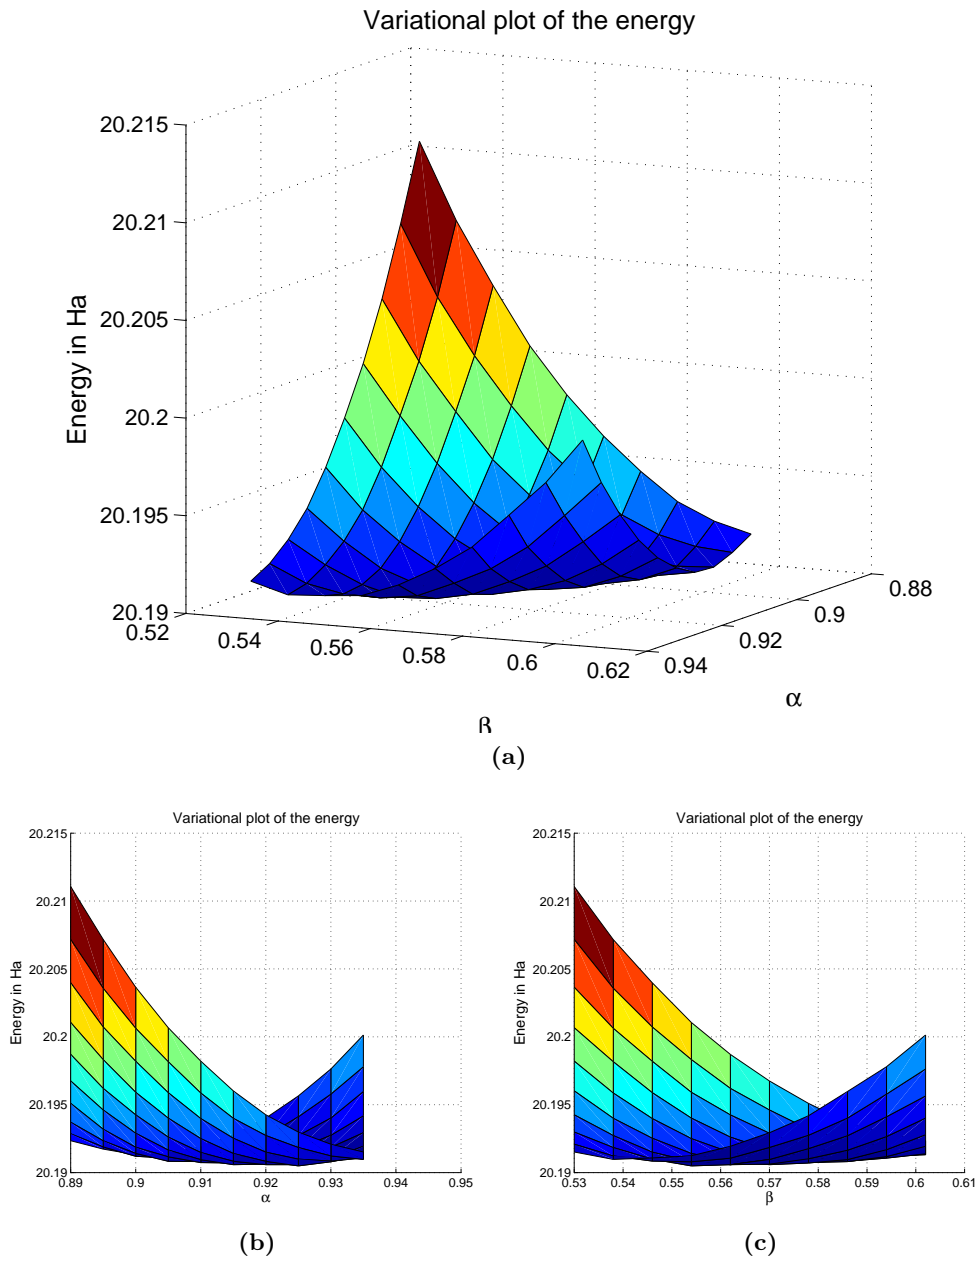 Variational plot of the energy
20.215
20.21
20.205
20.2
20.195
20.19
Energy in Ha
0.52
0.54
0.56
0.58
0.6
0.62
0.94
0.92
0.9
0.88
α
β
(a)
Variational plot of the energy
20.215
20.21
20.205
20.2
20.195
20.19
Energy in Ha
0.89 0.9 0.91 0.92 0.93 0.94 0.95
α
(b)
Variational plot of the energy
20.215
20.21
20.205
20.2
20.195
20.19
Energy in Ha
0.53 0.54 0.55 0.56 0.57 0.58 0.59 0.6 0.61
β
(c)